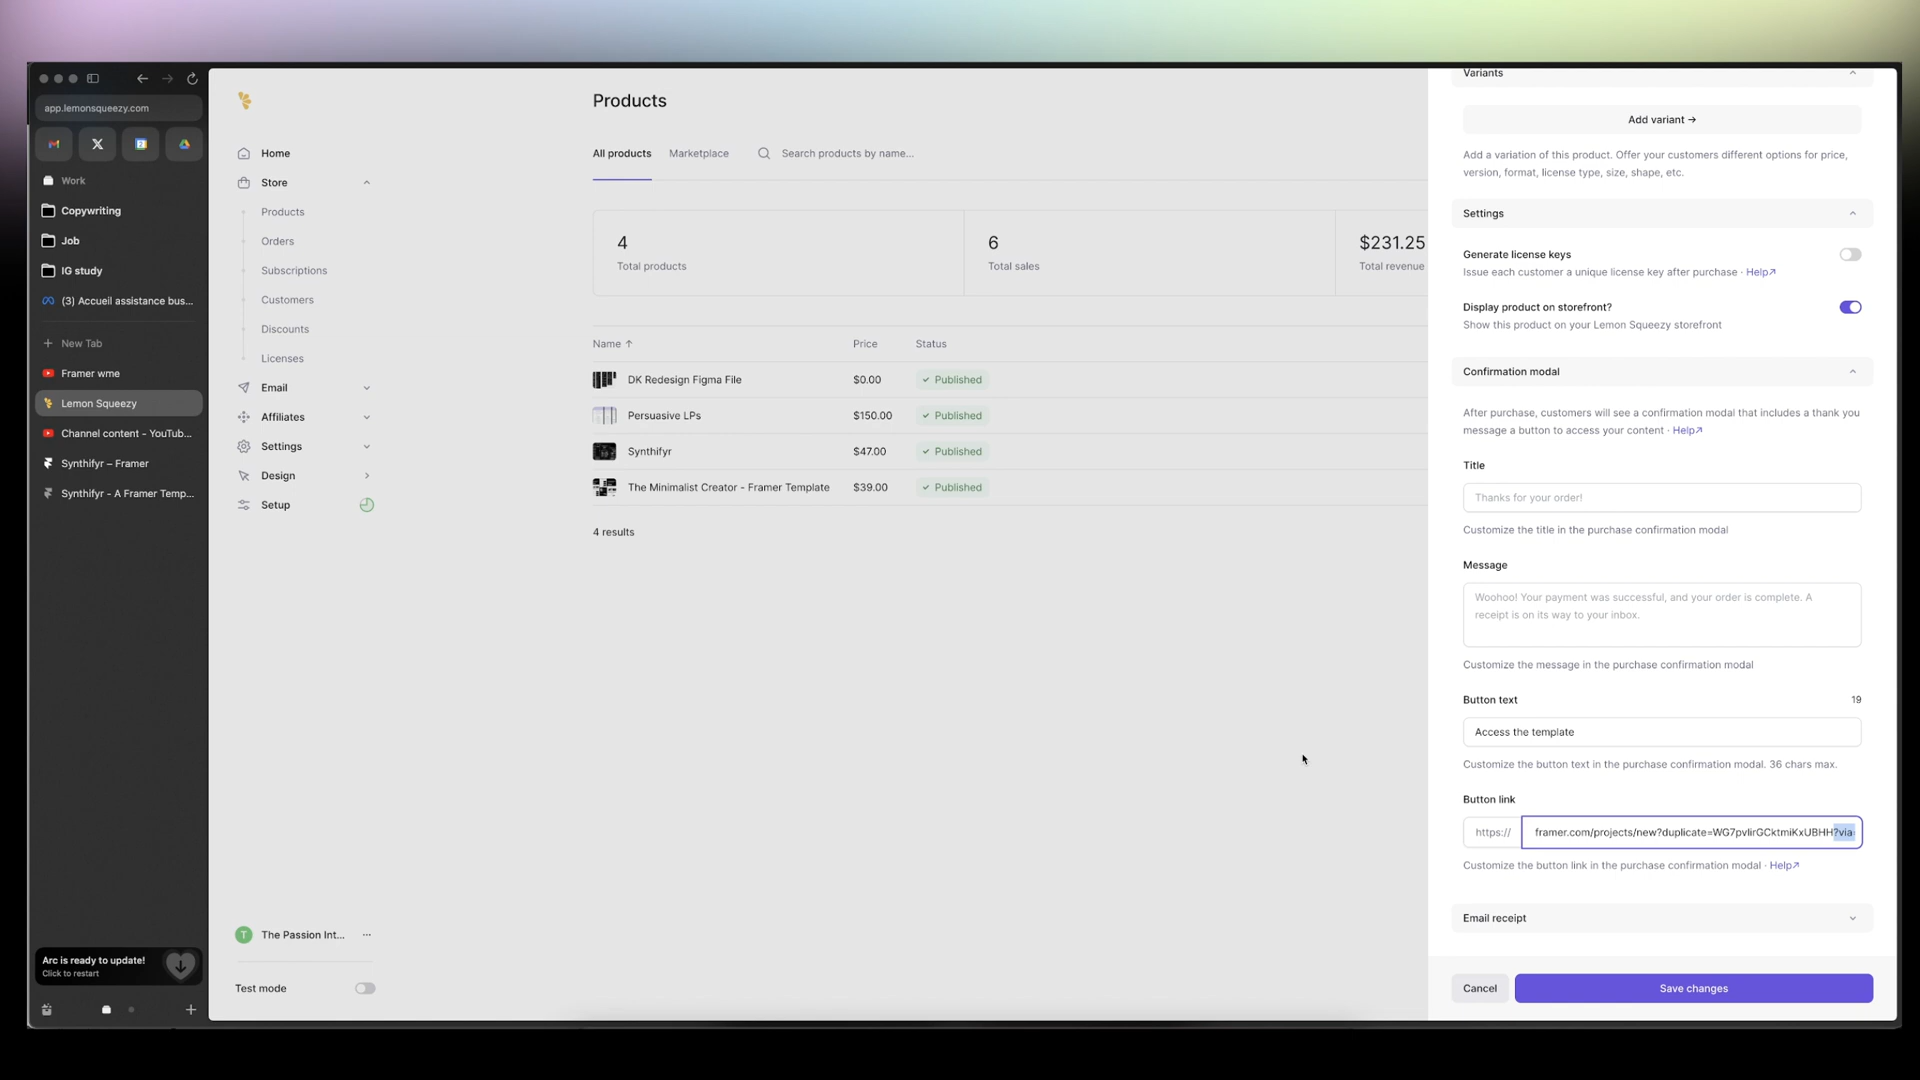 app.lemonsqueezy.com
Work
Copywriting
Job
IG study
(3) Accueil assistance bus...
New Tab
Framer wme
Lemon Squeezy
Channel content - YouTub...
Synthifyr – Framer
Synthifyr - A Framer Temp...
Arc is ready to update!
Click to restart
Home
Store
Products
Orders
Subscriptions
Customers
Discounts
Licenses
Email
Affiliates
Settings
Design
Setup
T The Passion Int...
Test mode
Products
All products Marketplace Search products by name...
4
Total products
6
Total sales
$231.25
Total revenue
Name ↑ Price Status
DK Redesign Figma File $0.00 ✓ Published
Persuasive LPs $150.00 ✓ Published
Synthifyr $47.00 ✓ Published
The Minimalist Creator - Framer Template $39.00 ✓ Published
4 results
Variants
Add variant →
Add a variation of this product. Offer your customers different options for price,
version, format, license type, size, shape, etc.
Settings
Generate license keys
Issue each customer a unique license key after purchase · Help↗
Display product on storefront?
Show this product on your Lemon Squeezy storefront
Confirmation modal
After purchase, customers will see a confirmation modal that includes a thank you
message a button to access your content · Help↗
Title
Thanks for your order!
Customize the title in the purchase confirmation modal
Message
Woohoo! Your payment was successful, and your order is complete. A
receipt is on its way to your inbox.
Customize the message in the purchase confirmation modal
Button text 19
Access the template
Customize the button text in the purchase confirmation modal. 36 chars max.
Button link
https:// framer.com/projects/new?duplicate=WG7pvlirGCktmiKxUBHH?via=
Customize the button link in the purchase confirmation modal · Help↗
Email receipt
Cancel Save changes